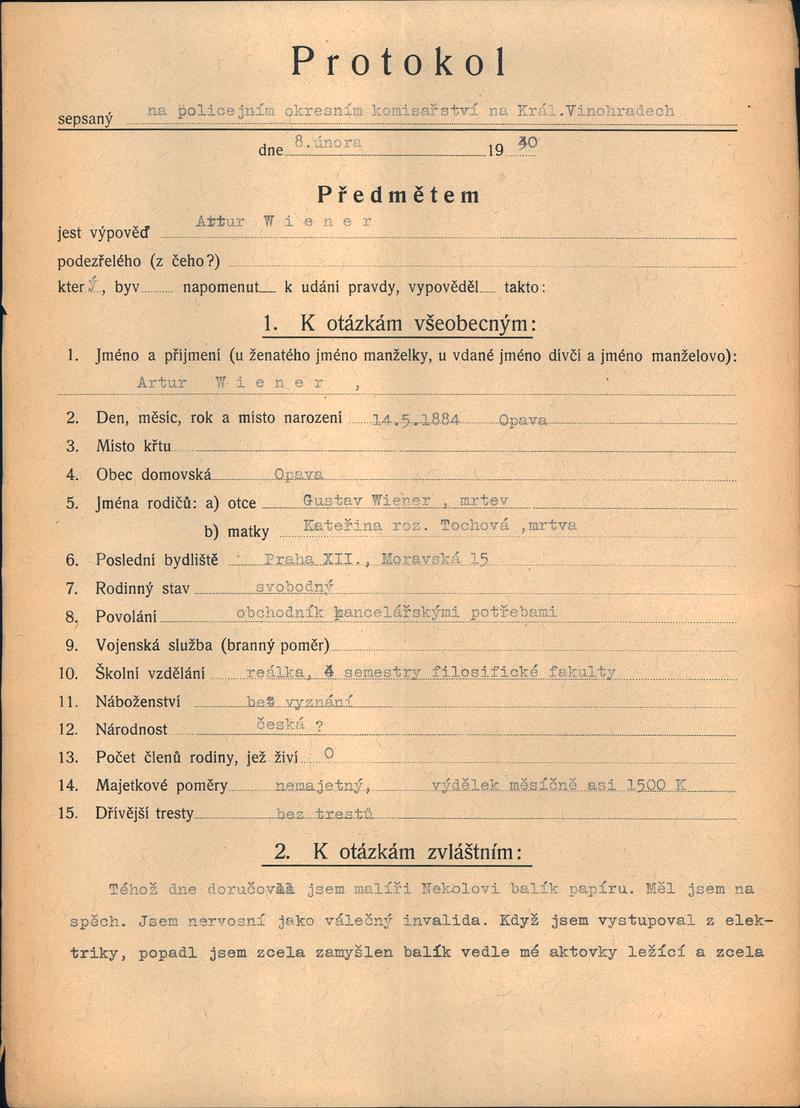 Protokol
sepsaný na policejním okresním komisařství na Král.Vinohradech
dne 8.února 19 30
Předmětem
jest výpověď Artur W i e n e r
podezřelého (z čeho?)
kter ý , byv napomenut k udání pravdy, vypověděl takto:
1. K otázkám všeobecným:
1. Jméno a přijmení (u ženatého jméno manželky, u vdané jméno dívčí a jméno manželovo):
Artur W i e n e r ,
2. Den, měsíc, rok a místo narození 14.5.1884 Opava
3. Místo křtu
4. Obec domovská Opava
5. Jména rodičů: a) otce Gustav Wiener , mrtev
b) matky Kateřina roz. Tochová ,mrtva
6. Poslední bydliště Praha XII., Moravská 15
7. Rodinný stav svobodný
8. Povolání obchodník kancelářskými potřebami
9. Vojenská služba (branný poměr)
10. Školní vzdělání reálka, 4 semestry filosifické fakulty
11. Náboženství bez vyznání
12. Národnost česká ?
13. Počet členů rodiny, jež živí 0
14. Majetkové poměry nemajetný, výdělek měsíčně asi 1500 K
15. Dřívější tresty bez trestů
2. K otázkám zvláštním:
Téhož dne doručoval jsem malíři Nekolovi balík papíru. Měl jsem na
spěch. Jsem nervosní jako válečný invalida. Když jsem vystupoval z elek-
triky, popadl jsem zcela zamyšlen balík vedle mé aktovky ležící a zcela